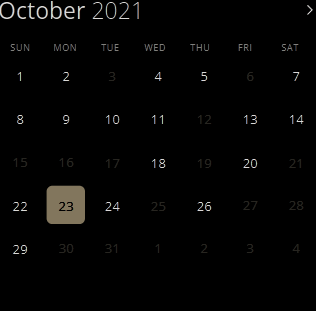 October 2021 >
SUN MON TUE WED THU FRI SAT
1 2 3 4 5 6 7
8 9 10 11 12 13 14
15 16 17 18 19 20 21
22 23 24 25 26 27 28
29 30 31 1 2 3 4